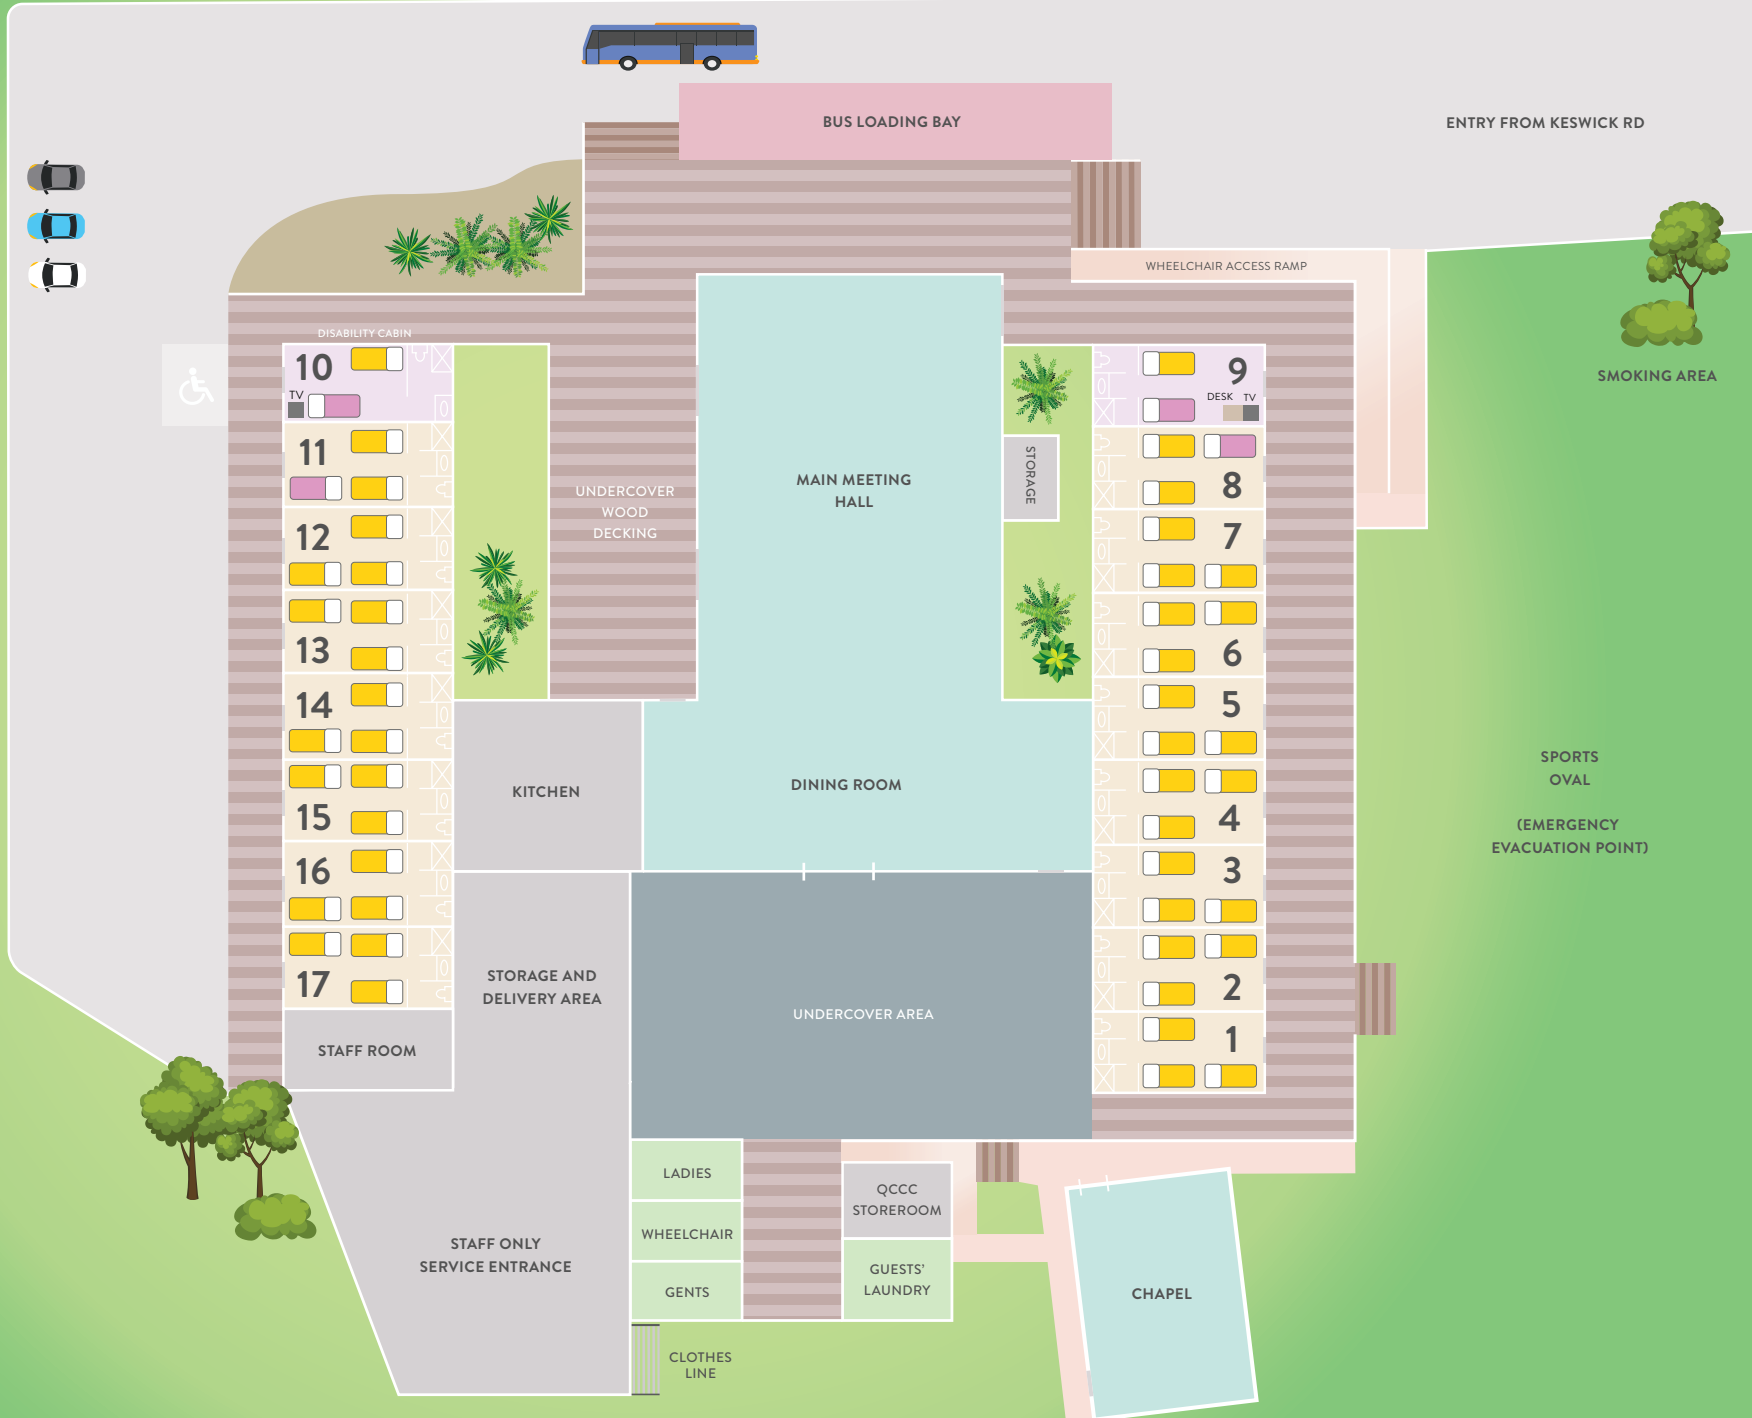 BUS LOADING BAY
ENTRY FROM KESWICK RD
WHEELCHAIR ACCESS RAMP
SMOKING AREA
DISABILITY CABIN
10
TV
9
DESK TV
11
8
12
7
13
6
14
5
15
4
16
3
17
2
1
UNDERCOVER
WOOD
DECKING
MAIN MEETING
HALL
STORAGE
KITCHEN
DINING ROOM
SPORTS
OVAL
(EMERGENCY
EVACUATION POINT)
STORAGE AND
DELIVERY AREA
UNDERCOVER AREA
STAFF ROOM
LADIES
WHEELCHAIR
GENTS
QCCC
STOREROOM
GUESTS'
LAUNDRY
STAFF ONLY
SERVICE ENTRANCE
CHAPEL
CLOTHES
LINE